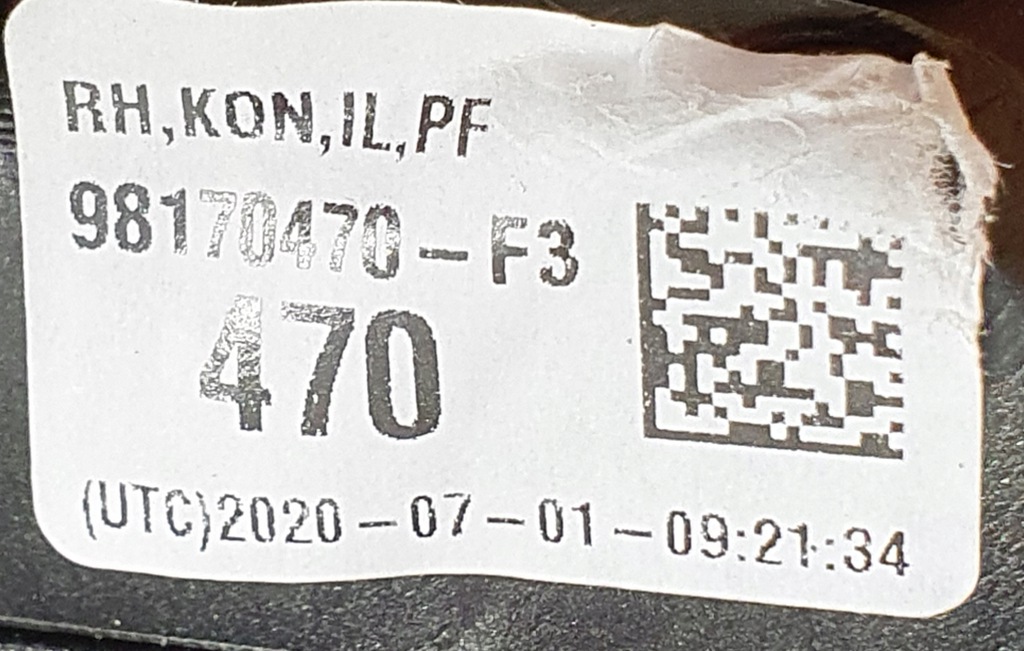 RH,KON,IL,PF
98170470-F3
470
(UTC)2020-07-01-09:21:34